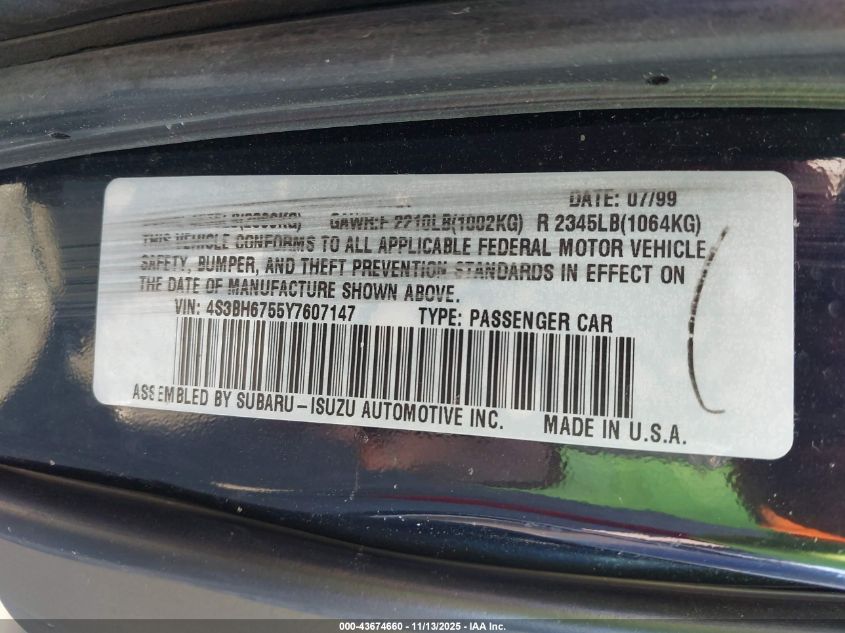 DATE: 07/99
GAWR:F 2210LB(1002KG) R 2345LB(1064KG)
THIS VEHICLE CONFORMS TO ALL APPLICABLE FEDERAL MOTOR VEHICLE
SAFETY, BUMPER, AND THEFT PREVENTION STANDARDS IN EFFECT ON
THE DATE OF MANUFACTURE SHOWN ABOVE.
VIN: 4S3BH6755Y7607147 TYPE: PASSENGER CAR
ASSEMBLED BY SUBARU-ISUZU AUTOMOTIVE INC. MADE IN U.S.A.
000-43674660 - 11/13/2025 - IAA Inc.